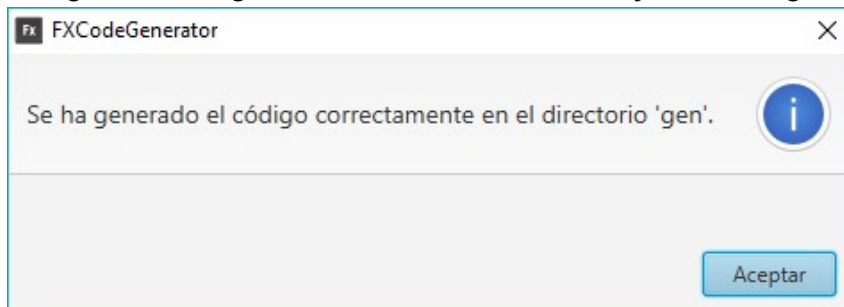 Fx FXCodeGenerator
Se ha generado el código correctamente en el directorio 'gen'.
Aceptar